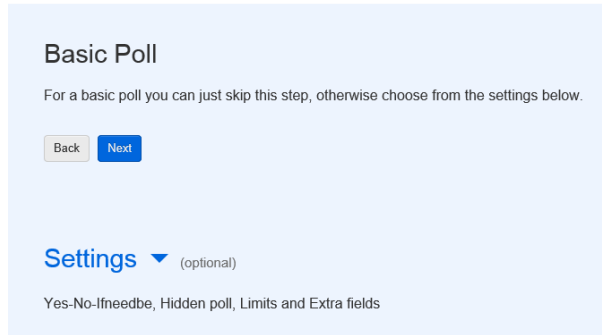 Basic Poll
For a basic poll you can just skip this step, otherwise choose from the settings below.
Back Next
Settings (optional)
Yes-No-Ifneedbe, Hidden poll, Limits and Extra fields